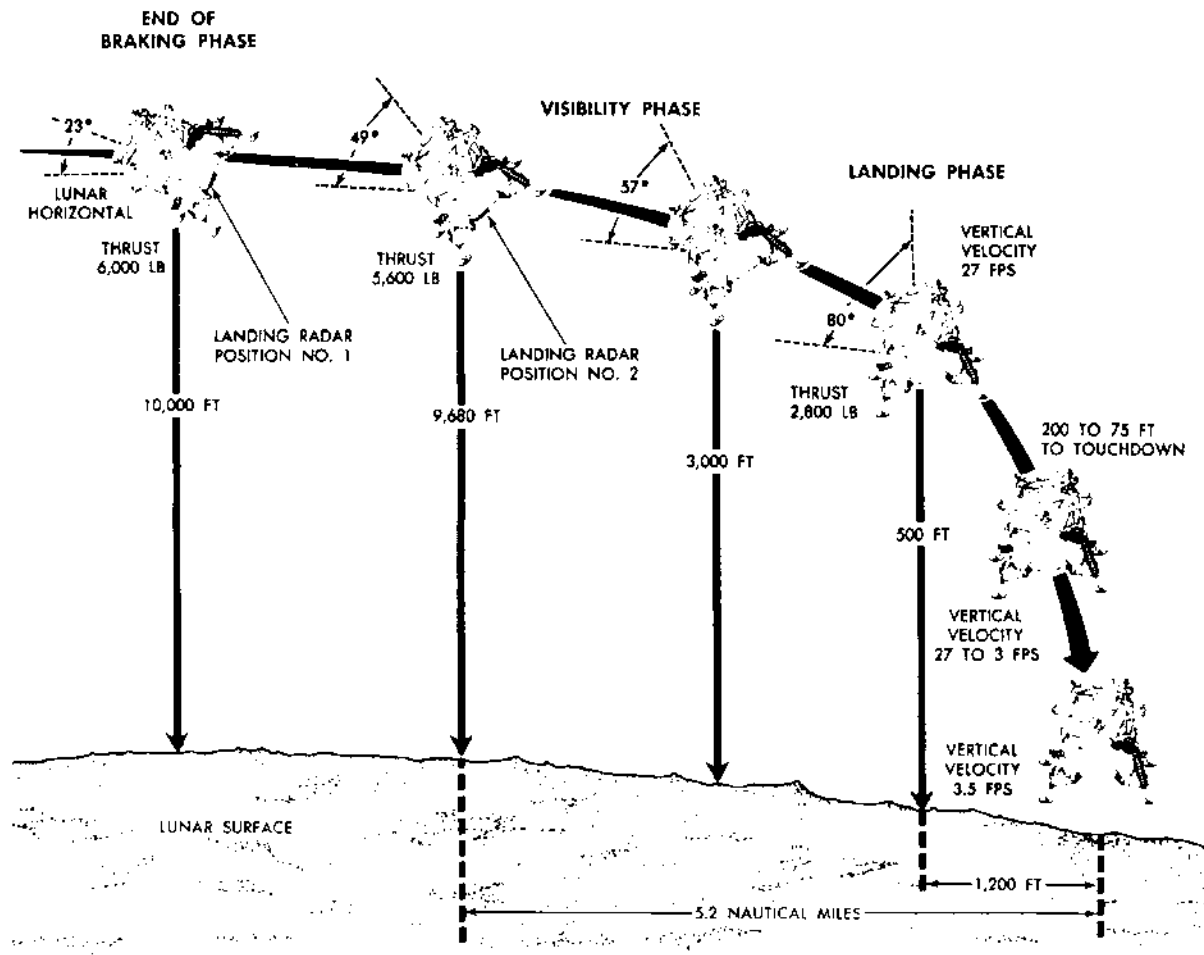 END OF
BRAKING PHASE
23°
LUNAR
HORIZONTAL
THRUST
6,000 LB
LANDING RADAR
POSITION NO. 1
10,000 FT
49°
THRUST
5,600 LB
LANDING RADAR
POSITION NO. 2
9,680 FT
VISIBILITY PHASE
57°
3,000 FT
LANDING PHASE
VERTICAL
VELOCITY
27 FPS
80°
THRUST
2,800 LB
500 FT
200 TO 75 FT
TO TOUCHDOWN
VERTICAL
VELOCITY
27 TO 3 FPS
VERTICAL
VELOCITY
3.5 FPS
LUNAR SURFACE
1,200 FT
5.2 NAUTICAL MILES